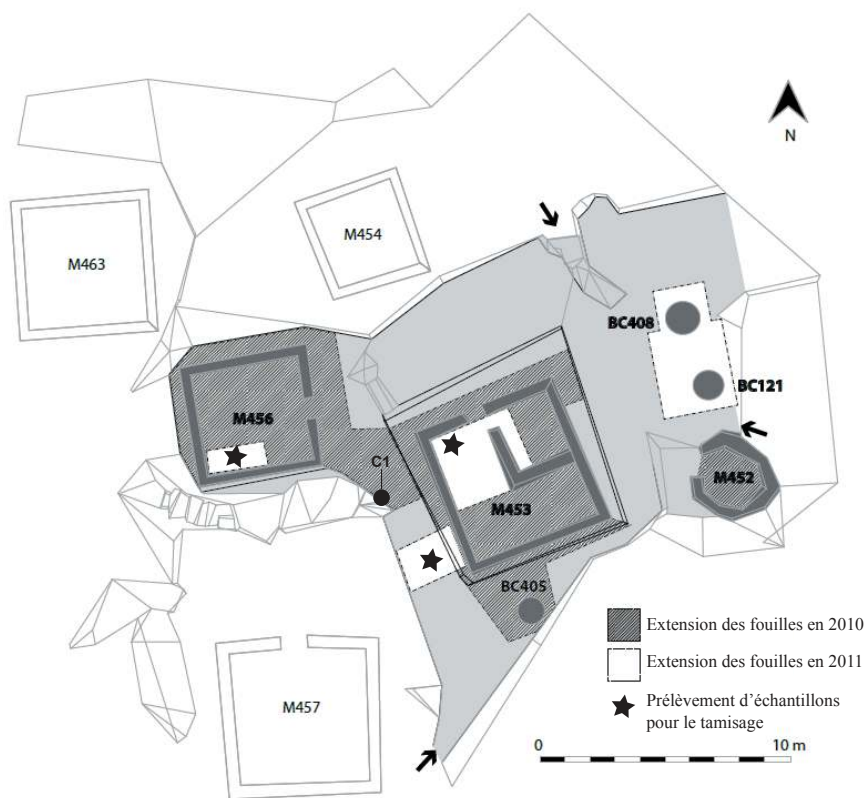 N
M463
M454
BC408
BC121
M456
C1
M452
M453
BC405
M457
Extension des fouilles en 2010
Extension des fouilles en 2011
Prélèvement d’échantillons
pour le tamisage
0
10 m